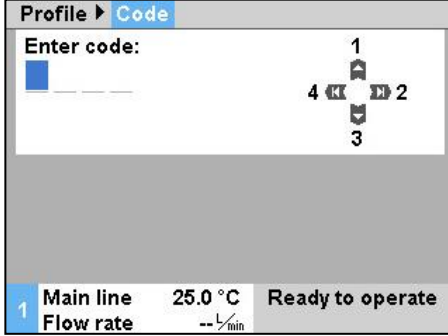 Profile Code
Enter code:
1
4 2
3
1
Main line 25.0 °C Ready to operate
Flow rate -- L/min